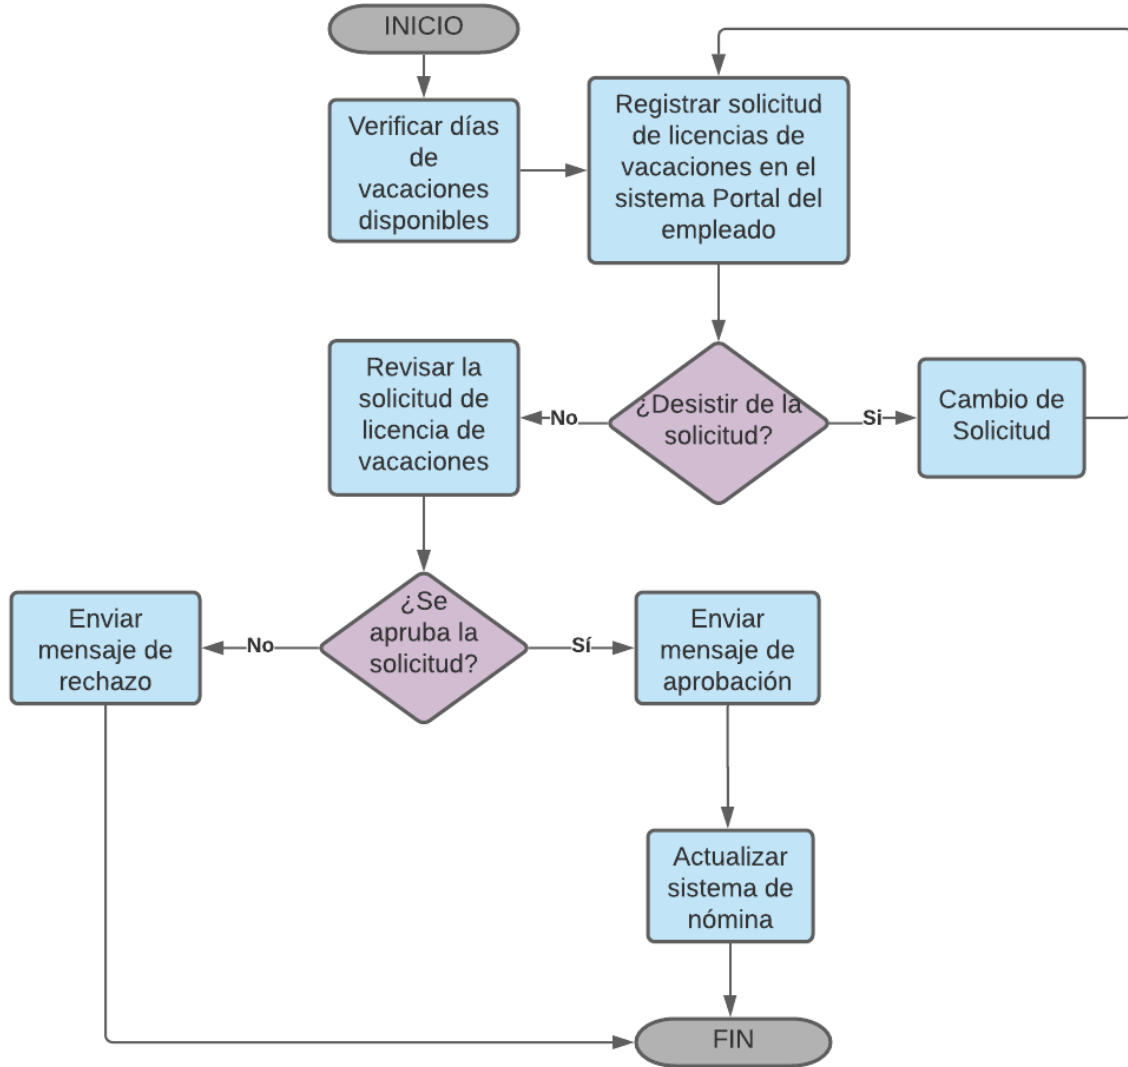 INICIO
Verificar días
de
vacaciones
disponibles
Registrar solicitud
de licencias de
vacaciones en el
sistema Portal del
empleado
¿Desistir de la
solicitud?
No
Si
Cambio de
Solicitud
Revisar la
solicitud de
licencia de
vacaciones
¿Se
apruba la
solicitud?
No
Sí
Enviar
mensaje de
rechazo
Enviar
mensaje de
aprobación
Actualizar
sistema de
nómina
FIN